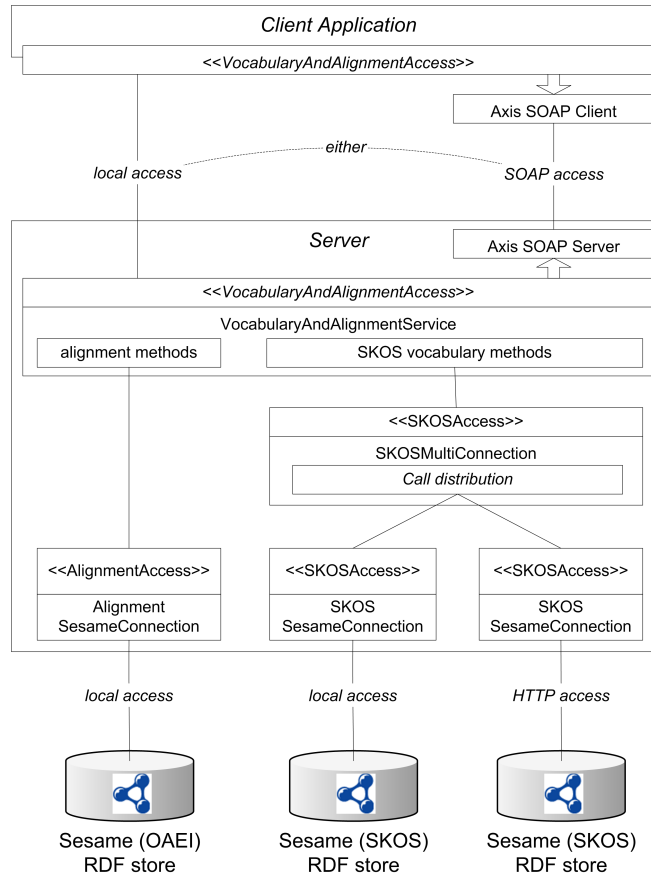 Client Application
<<VocabularyAndAlignmentAccess>>
Axis SOAP Client
either
local access
SOAP access
Server
Axis SOAP Server
<<VocabularyAndAlignmentAccess>>
VocabularyAndAlignmentService
alignment methods
SKOS vocabulary methods
<<SKOSAccess>>
SKOSMultiConnection
Call distribution
<<AlignmentAccess>>
<<SKOSAccess>>
<<SKOSAccess>>
Alignment
SesameConnection
SKOS
SesameConnection
SKOS
SesameConnection
local access
local access
HTTP access
Sesame (OAEI)
RDF store
Sesame (SKOS)
RDF store
Sesame (SKOS)
RDF store